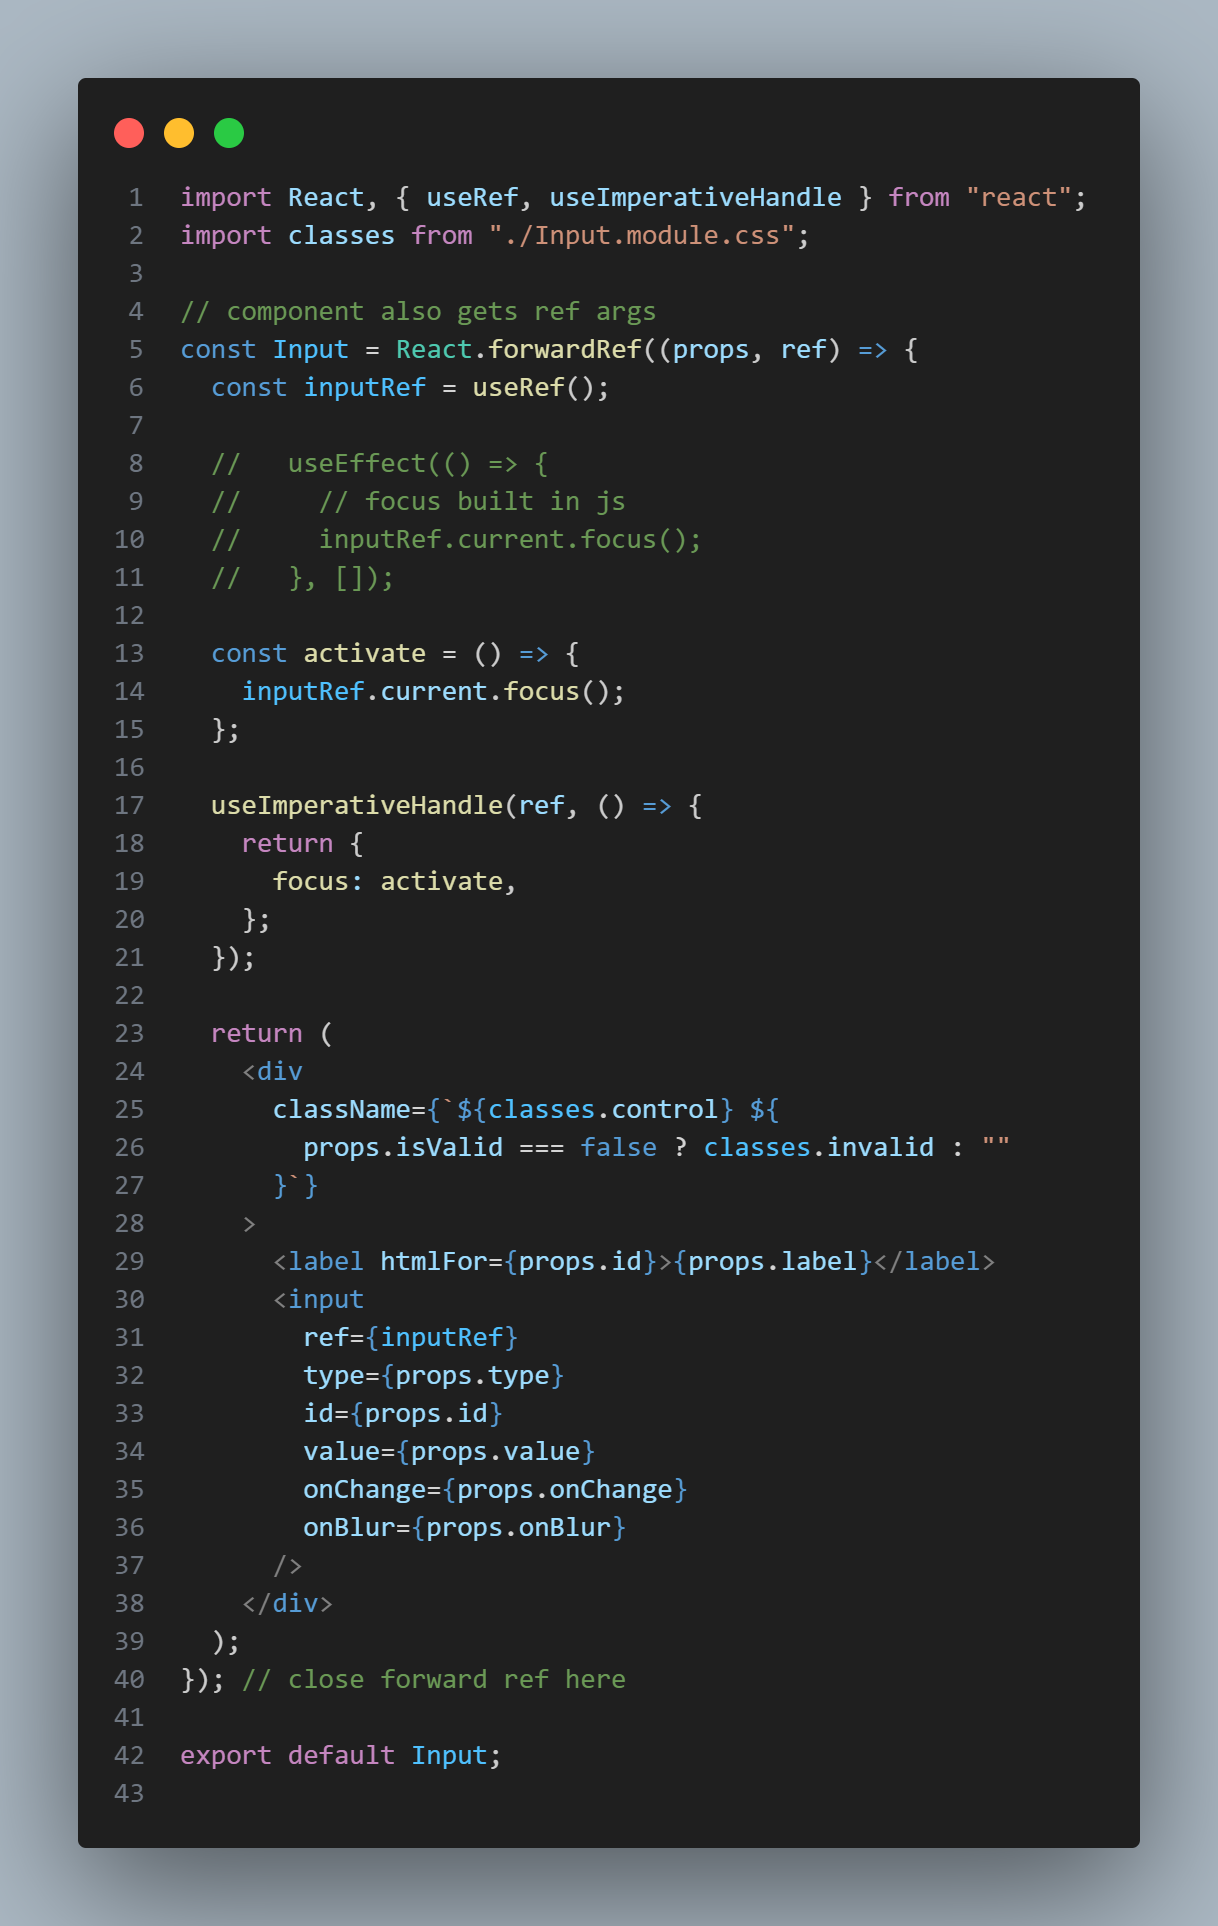 1 import React, { useRef, useImperativeHandle } from "react";
2 import classes from "./Input.module.css";
3
4 // component also gets ref args
5 const Input = React.forwardRef((props, ref) => {
6   const inputRef = useRef();
7
8   //   useEffect(() => {
9   //     // focus built in js
10   //     inputRef.current.focus();
11   //   }, []);
12
13   const activate = () => {
14     inputRef.current.focus();
15   };
16
17   useImperativeHandle(ref, () => {
18     return {
19       focus: activate,
20     };
21   });
22
23   return (
24     <div
25       className={`${classes.control} ${
26         props.isValid === false ? classes.invalid : ""
27       }`}
28     >
29       <label htmlFor={props.id}>{props.label}</label>
30       <input
31         ref={inputRef}
32         type={props.type}
33         id={props.id}
34         value={props.value}
35         onChange={props.onChange}
36         onBlur={props.onBlur}
37       />
38     </div>
39   );
40 }); // close forward ref here
41
42 export default Input;
43